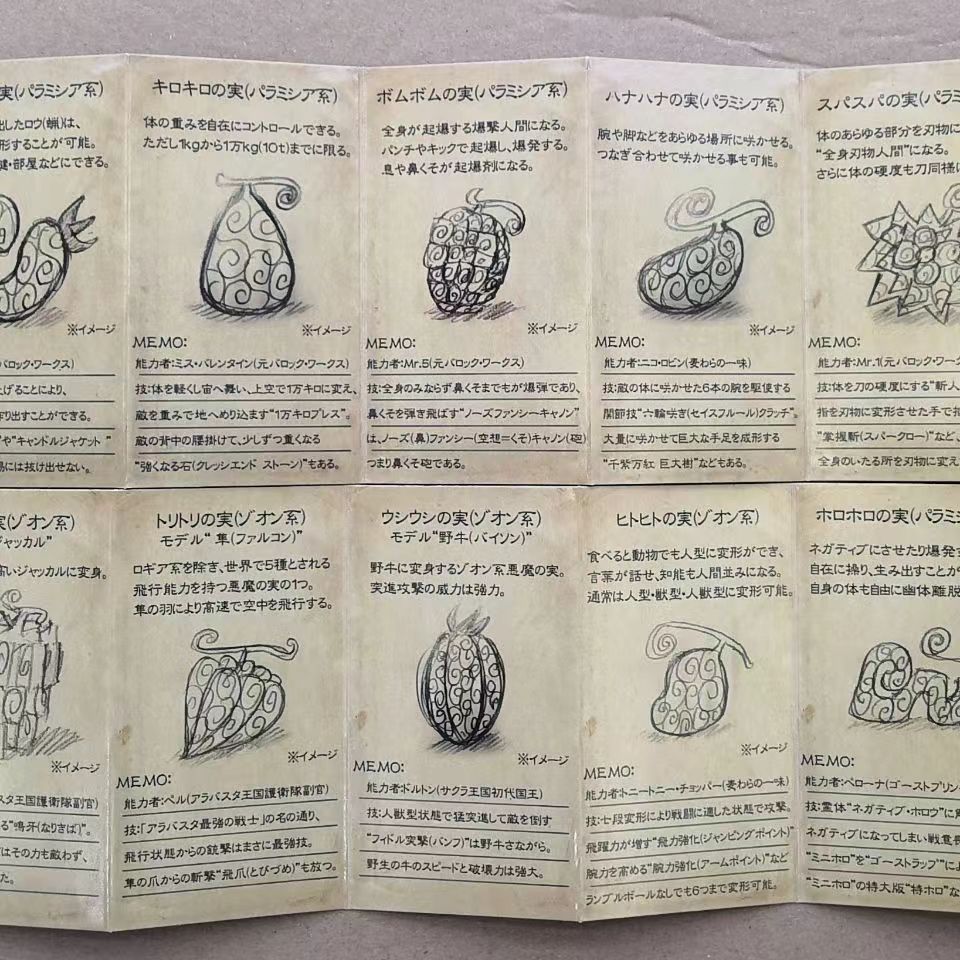 実(パラミシア系)
出したロウ(蝋)は、
形することが可能。
鍵・部屋などにできる。
※イメージ
バロック・ワークス)
上げることにより、
作り出すことができる。
"や"キャンドルジャケット"
易には抜け出せない。
キロキロの実(パラミシア系)
体の重みを自在にコントロールできる。
ただし1kgから1万kg(10t)までに限る。
※イメージ
MEMO:
能力者:ミス・バレンタイン(元バロック・ワークス)
技:体を軽くし宙へ舞い、上空で1万キロに変え、
敵を重みで地へめり込ます"1万キロプレス"。
敵の背中の腰掛けて、少しずつ重くなる
"強くなる石(クレッシエンド ストーン)"もある。
ボムボムの実(パラミシア系)
全身が起爆する爆撃人間になる。
パンチやキックで起爆し、爆発する。
息や鼻くそが起爆剤になる。
※イメージ
MEMO:
能力者:Mr.5(元バロック・ワークス)
技:全身のみならず鼻くそまでもが爆弾であり、
鼻くそを弾き飛ばす"ノーズファンシーキャノン"
は、ノーズ(鼻)ファンシー(空想=くそ)キャノン(砲)
つまり鼻くそ砲である。
ハナハナの実(パラミシア系)
腕や脚などをあらゆる場所に咲かせる。
つなぎ合わせて咲かせる事も可能。
※イメージ
MEMO:
能力者:ニコ・ロビン(麦わらの一味)
技:敵の体に咲かせた6本の腕を駆使する
関節技"六輪咲き(セイスフルール)クラッチ"。
大量に咲かせて巨大な手足を成形する
"千紫万紅 巨大樹"などもある。
スパスパの実(パラミ
体のあらゆる部分を刃物に
"全身刃物人間"になる。
さらに体の硬度も刀同様に
MEMO:
能力者:Mr.1(元バロック・ワー
技:体を刀の硬度にする"斬人
指を刃物に変形させた手で
"掌握斬(スパークロー)"など、
全身のいたる所を刃物に変え
実(ゾオン系)
ジャッカル"
高いジャッカルに変身。
※イメージ
スタ王国護衛隊副官)
る"鳴牙(なりきば)"。
はその力も敵わず、
た。
トリトリの実(ゾオン系)
モデル"隼(ファルコン)"
ロギア系を除き、世界で5種とされる
飛行能力を持つ悪魔の実の1つ。
隼の羽により高速で空中を飛行する。
※イメージ
MEMO:
能力者:ペル(アラバスタ王国護衛隊副官)
技:「アラバスタ最強の戦士」の名の通り、
飛行状態からの銃撃はまさに最強技。
隼の爪からの斬撃"飛爪(とびづめ)"も放つ。
ウシウシの実(ゾオン系)
モデル"野牛(バイソン)"
野牛に変身するゾオン系悪魔の実。
突進攻撃の威力は強力。
※イメージ
MEMO:
能力者:ドルトン(サクラ王国初代国王)
技:人獣型状態で猛突進して敵を倒す
"フィドル突撃(バンフ)"は野牛さながら。
野生の牛のスピードと破壊力は強大。
ヒトヒトの実(ゾオン系)
食べると動物でも人型に変形ができ、
言葉が話せ、知能も人間並みになる。
通常は人型・獣型・人獣型に変形可能。
※イメージ
MEMO:
能力者:トニートニー・チョッパー(麦わらの一味)
技:七段変形により戦闘に適した状態で攻撃。
飛躍力が増す"飛力強化(ジャンピングポイント)"
腕力を高める"腕力強化(アームポイント)"など
ランブルボールなしでも6つまで変形可能。
ホロホロの実(パラミシ
ネガティブにさせたり爆発す
自在に操り、生み出すことが
自身の体も自由に幽体離脱
MEMO:
能力者:ペローナ(ゴーストプリン
技:霊体"ネガティブ・ホロウ"に
ネガティブになってしまい戦意
"ミニホロ"を"ゴーストラップ"によ
"ミニホロ"の特大版"特ホロ"な